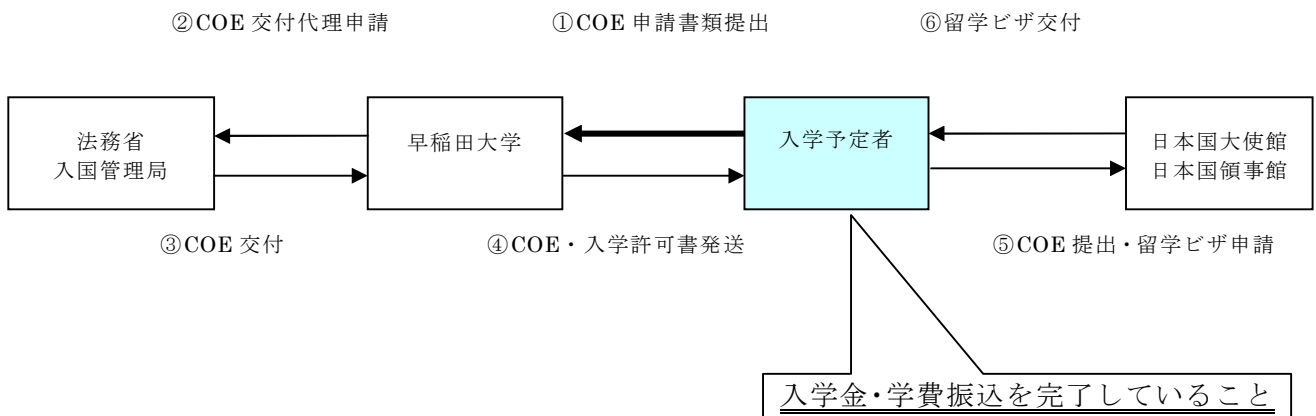 ②COE 交付代理申請
①COE 申請書類提出
⑥留学ビザ交付
法務省
入国管理局
早稲田大学
入学予定者
日本国大使館
日本国領事館
③COE 交付
④COE・入学許可書発送
⑤COE 提出・留学ビザ申請
入学金・学費振込を完了していること